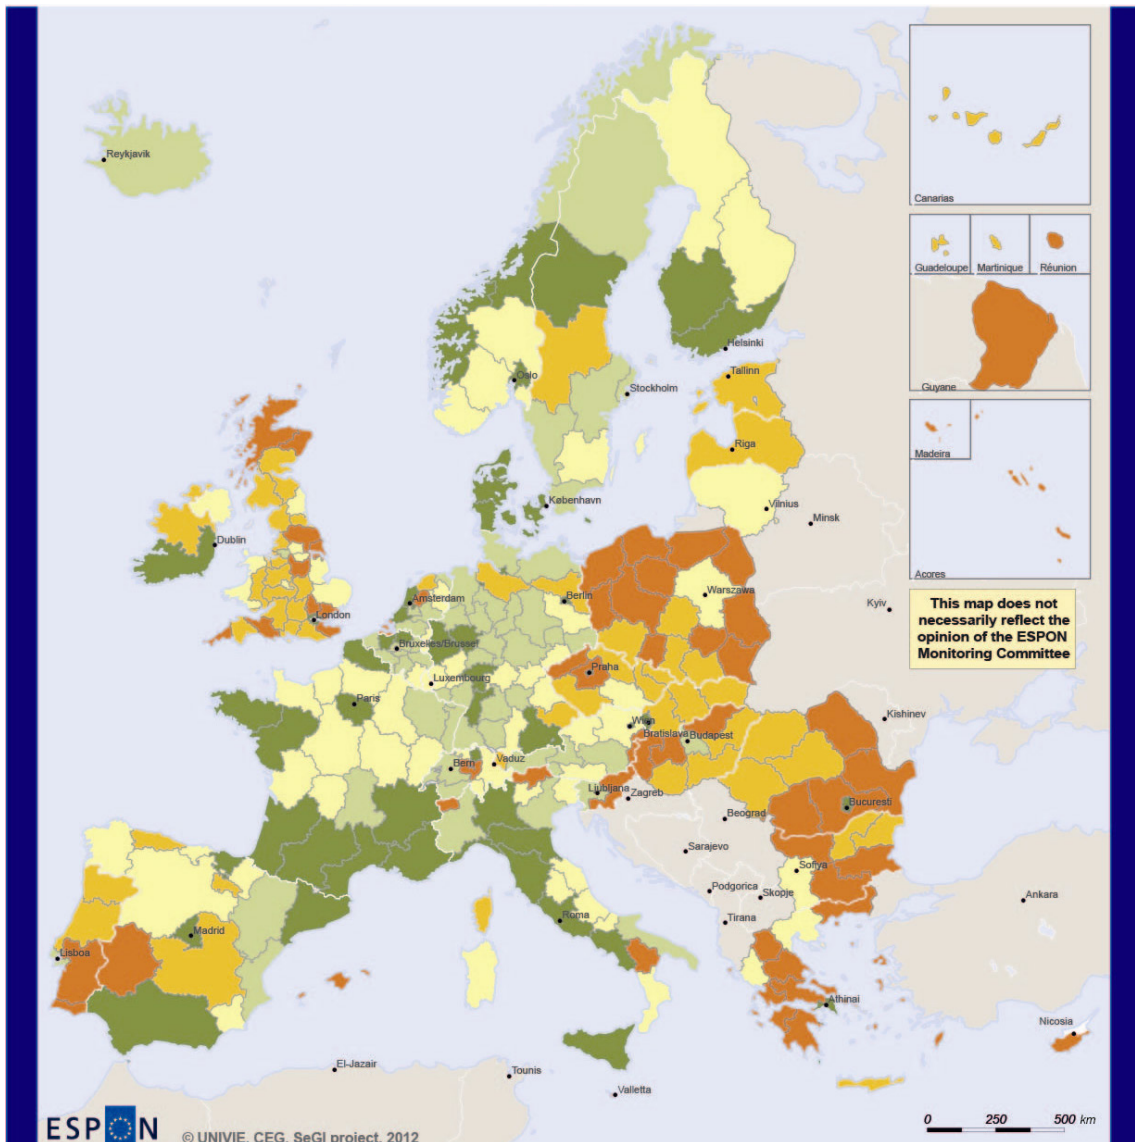 Reykjavik
Canarias
Guadeloupe
Martinique
Réunion
Helsinki
Oslo
Tallinn
Guyane
Stockholm
Riga
Madeira
København
Vilnius
Minsk
Dublin
Acores
Berlin
Amsterdam
Warszawa
Kyiv
London
This map does not
necessarily reflect the
opinion of the ESPON
Monitoring Committee
Bruxelles/Brussel
Praha
Luxembourg
Paris
Kishinev
Wien
Bratislava
Budapest
Vaduz
Bern
Ljubljana
Zagreb
Bucuresti
Beograd
Sarajevo
Sofiya
Podgorica
Skopje
Ankara
Roma
Tirana
Madrid
Lisboa
Athinai
Nicosia
El-Jazair
Tounis
Valletta
ESPON
© UNIVIE, CEG, SeGI project, 2012
0 250 500 km